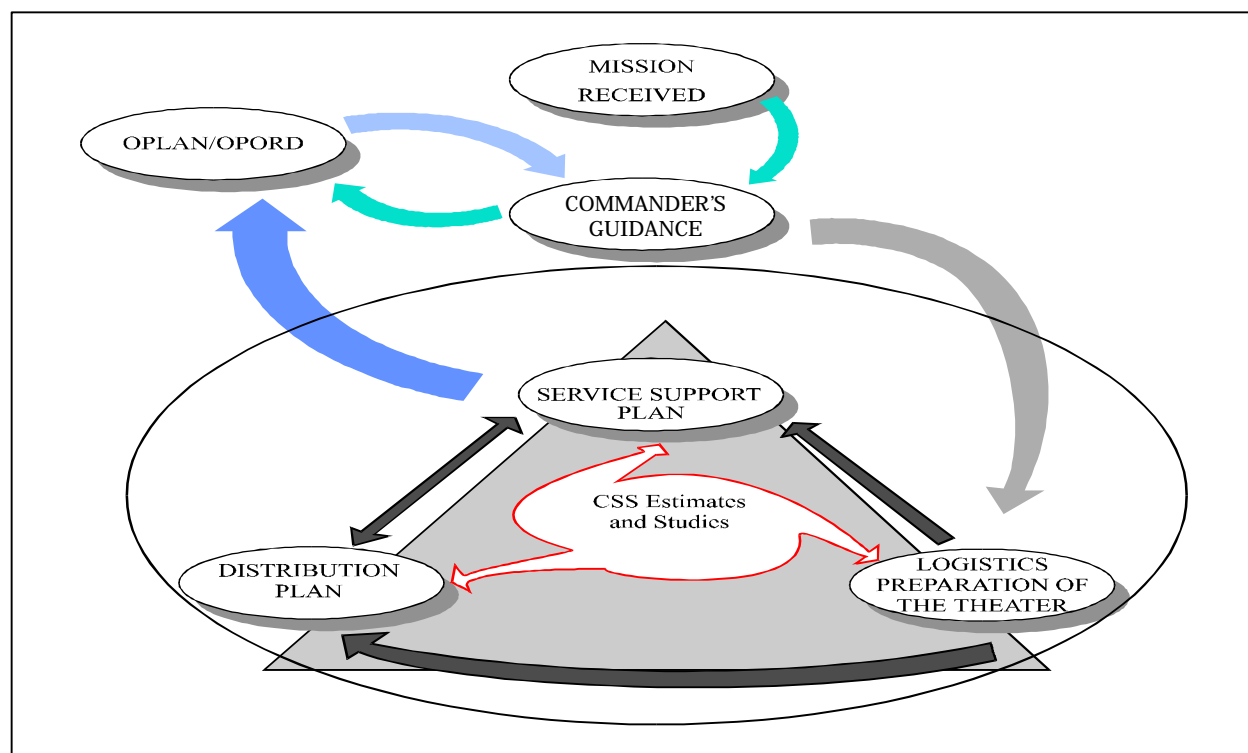 MISSION
RECEIVED
OPLAN/OPORD
COMMANDER'S
GUIDANCE
SERVICE SUPPORT
PLAN
CSS Estimates
and Studies
DISTRIBUTION
PLAN
LOGISTICS
PREPARATION OF
THE THEATER